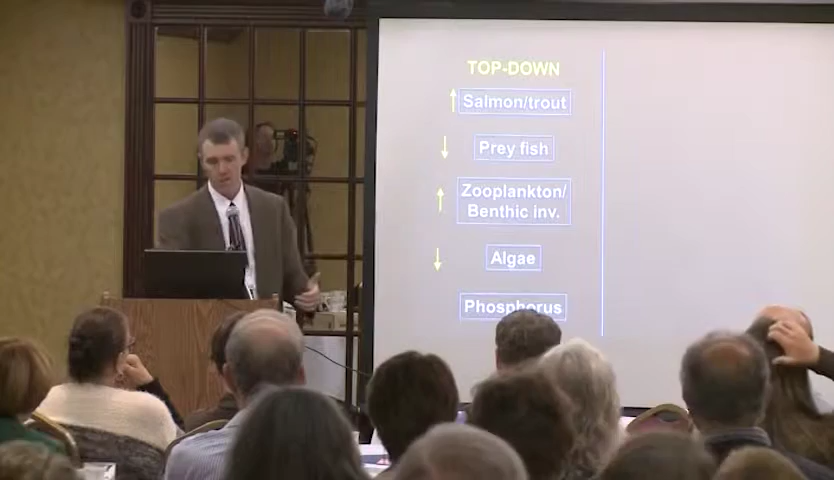 TOP-DOWN
Salmon/trout
Prey fish
Zooplankton/
Benthic inv.
Algae
Phosphorus